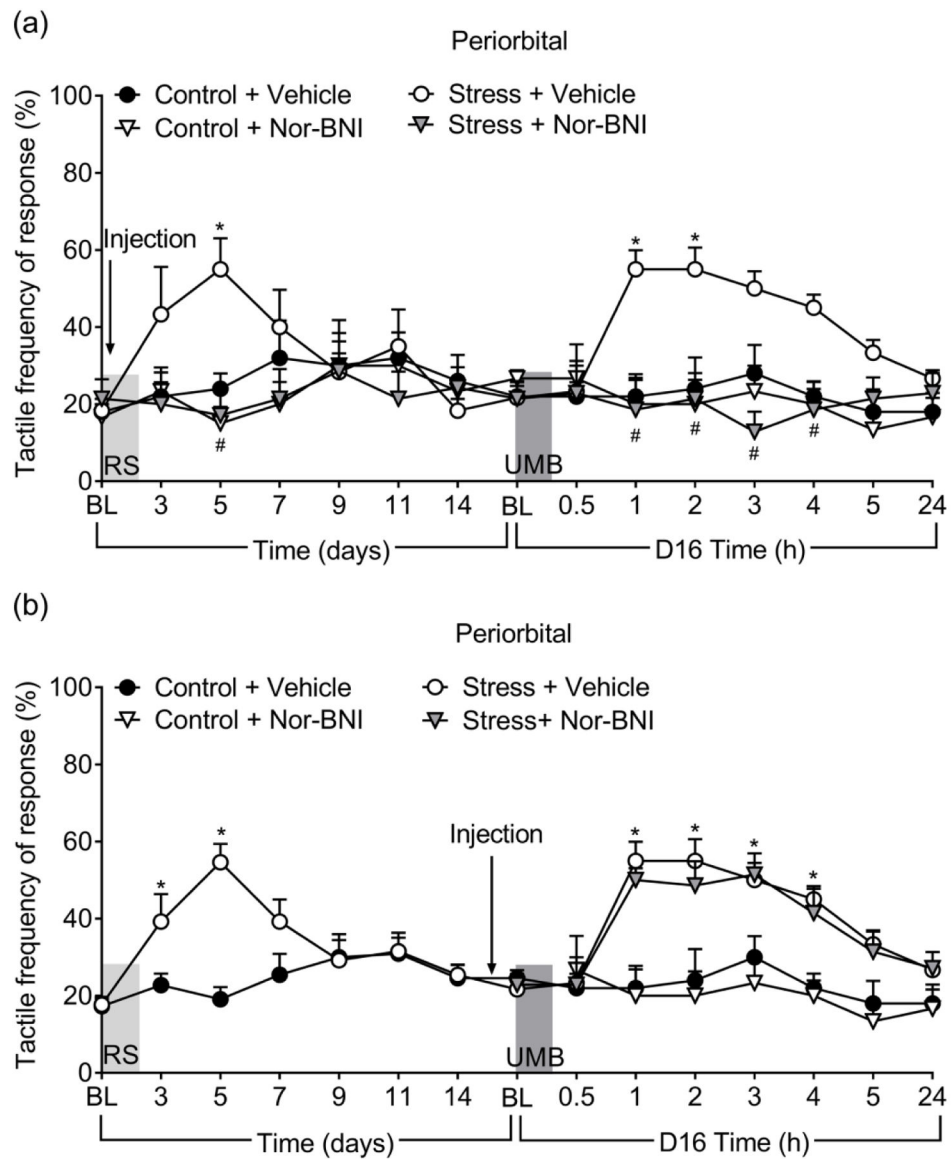 (a)
Periorbital
Control + Vehicle
Stress + Vehicle
Control + Nor-BNI
Stress + Nor-BNI
Tactile frequency of response (%)
100
80
60
40
20
0
Injection
*
* *
#
# # # #
RS
UMB
BL 3 5 7 9 11 14 BL 0.5 1 2 3 4 5 24
Time (days)
D16 Time (h)
(b)
Periorbital
Control + Vehicle
Stress + Vehicle
Control + Nor-BNI
Stress+ Nor-BNI
Tactile frequency of response (%)
100
80
60
40
20
0
Injection
* *
* * * *
RS
UMB
BL 3 5 7 9 11 14 BL 0.5 1 2 3 4 5 24
Time (days)
D16 Time (h)